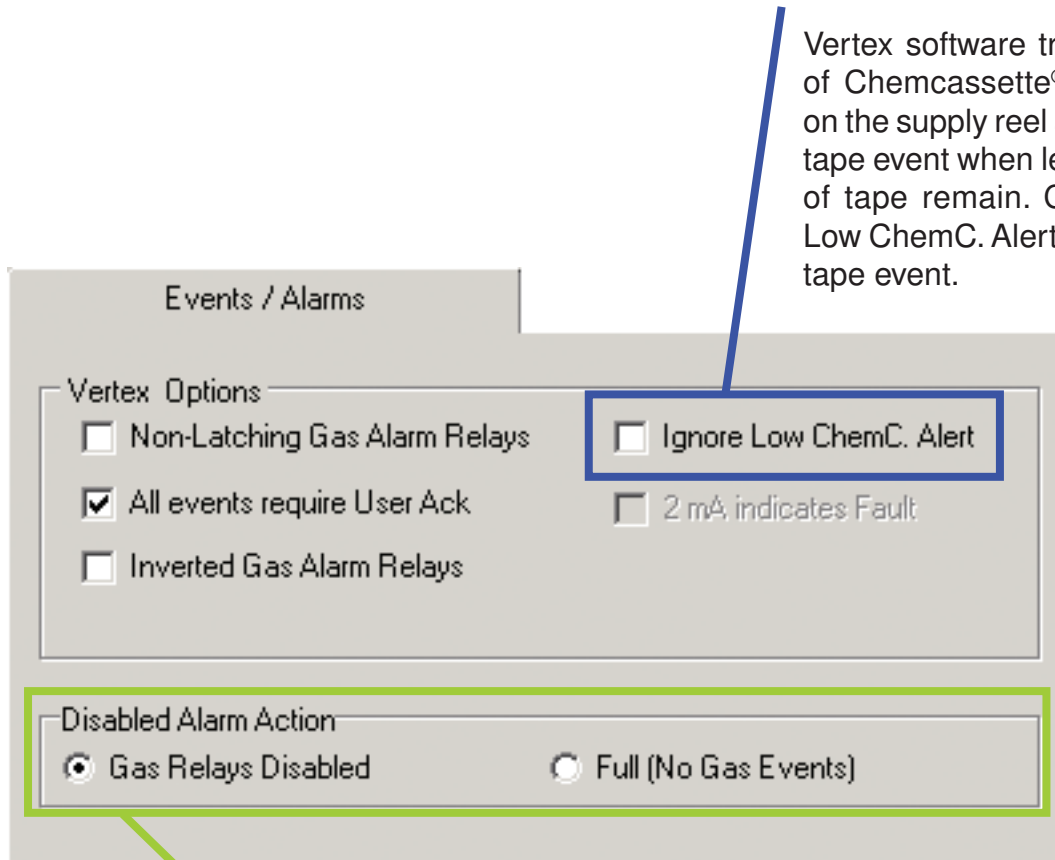 Vertex software
of Chemcassette®
on the supply reel
tape event when
of tape remain.
Low ChemC. Alert
tape event.
Events / Alarms
Vertex Options
Non-Latching Gas Alarm Relays
Ignore Low ChemC. Alert
All events require User Ack
2 mA indicates Fault
Inverted Gas Alarm Relays
Disabled Alarm Action
Gas Relays Disabled
Full (No Gas Events)